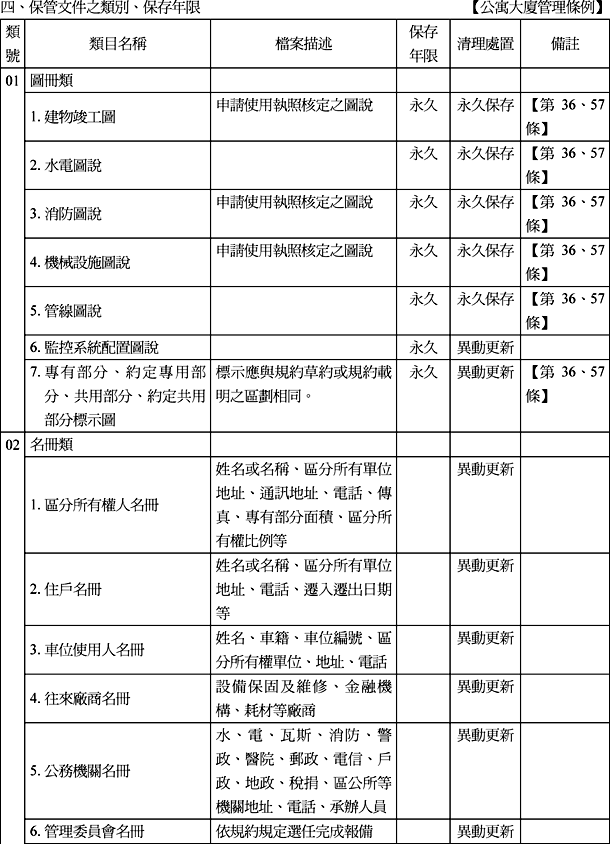 四、保管文件之類別、保存年限 【公寓大廈管理條例】
類號 類目名稱 檔案描述 保存年限 清理處置 備註
01 圖冊類
1. 建物竣工圖 申請使用執照核定之圖說 永久 永久保存 【第 36、57條】
2. 水電圖說 永久 永久保存 【第 36、57條】
3. 消防圖說 申請使用執照核定之圖說 永久 永久保存 【第 36、57條】
4. 機械設施圖說 申請使用執照核定之圖說 永久 永久保存 【第 36、57條】
5. 管線圖說 永久 永久保存 【第 36、57條】
6. 監控系統配置圖說 永久 異動更新
7. 專有部分、約定專用部分、共用部分、約定共用部分標示圖 標示應與規約草約或規約載明之區劃相同。 永久 異動更新 【第 36、57條】
02 名冊類
1. 區分所有權人名冊 姓名或名稱、區分所有單位地址、通訊地址、電話、傳真、專有部分面積、區分所有權比例等 異動更新
2. 住戶名冊 姓名或名稱、區分所有單位地址、電話、遷入遷出日期等 異動更新
3. 車位使用人名冊 姓名、車籍、車位編號、區分所有權單位、地址、電話 異動更新
4. 往來廠商名冊 設備保固及維修、金融機構、耗材等廠商 異動更新
5. 公務機關名冊 水、電、瓦斯、消防、警政、醫院、郵政、電信、戶政、地政、稅捐、區公所等機關地址、電話、承辦人員 異動更新
6. 管理委員會名冊 依規約規定選任完成報備 異動更新